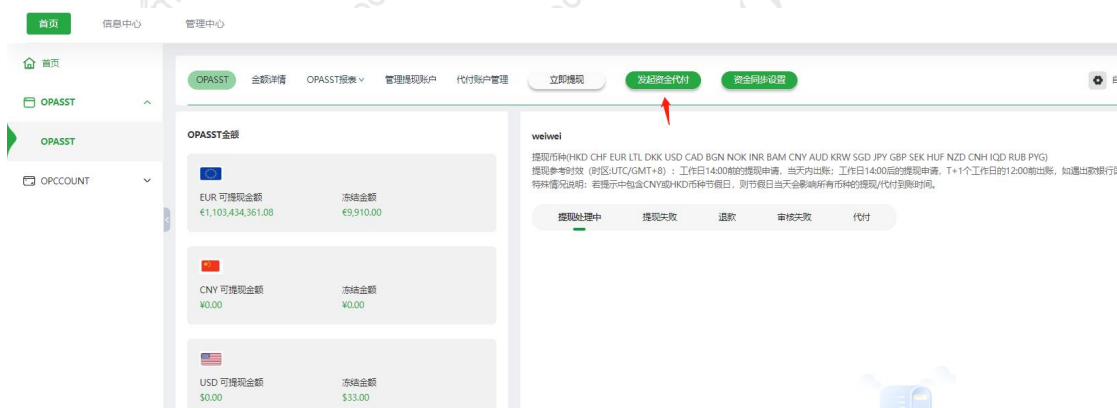 首页 信息中心 管理中心
首页
OPASST
OPASST
OPCCOUNT
OPASST 金额详情 OPASST报表 管理提现账户 代付账户管理 立即提现 发起资金代付 资金同步设置
OPASST金额
EUR 可提现金额 冻结金额
€1,103,434,361.08 €9,910.00
CNY 可提现金额 冻结金额
¥0.00 ¥0.00
USD 可提现金额 冻结金额
$0.00 $33.00
weiwei
提现币种(HKD CHF EUR LTL DKK USD CAD BGN NOK INR BAM CNY AUD KRW SGD JPY GBP SEK HUF NZD CNH IQD RUB PYG)
提现参考时效 (时区:UTC/GMT+8) : 工作日14:00前的提现申请，当天内出账；工作日14:00后的提现申请，T+1个工作日的12:00前出账，如遇出款银行
特殊情况说明：若提示中包含CNY或HKD币种节假日，则节假日当天会影响所有币种的提现/代付到账时间。
提现处理中 提现失败 退款 审核失败 代付